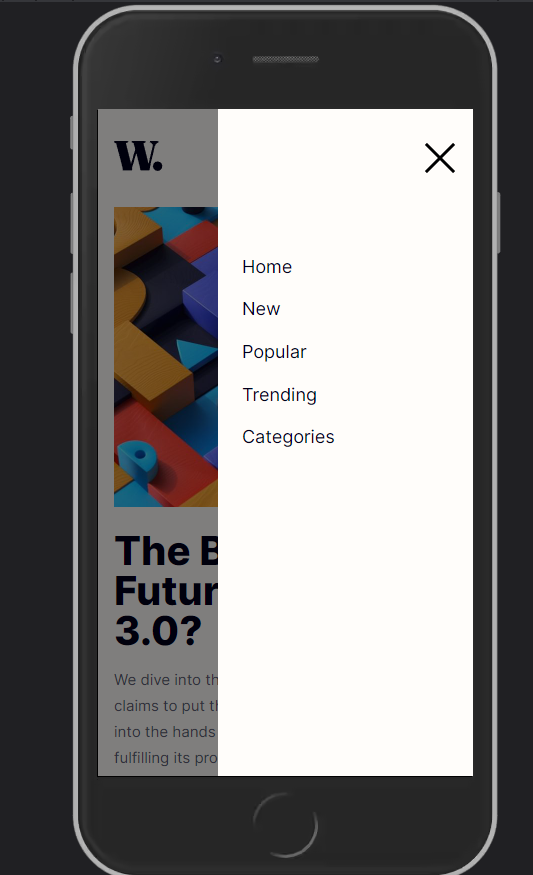 W.
Home
New
Popular
Trending
Categories
The B
Futur
3.0?
We dive into th
claims to put th
into the hands
fulfilling its pro